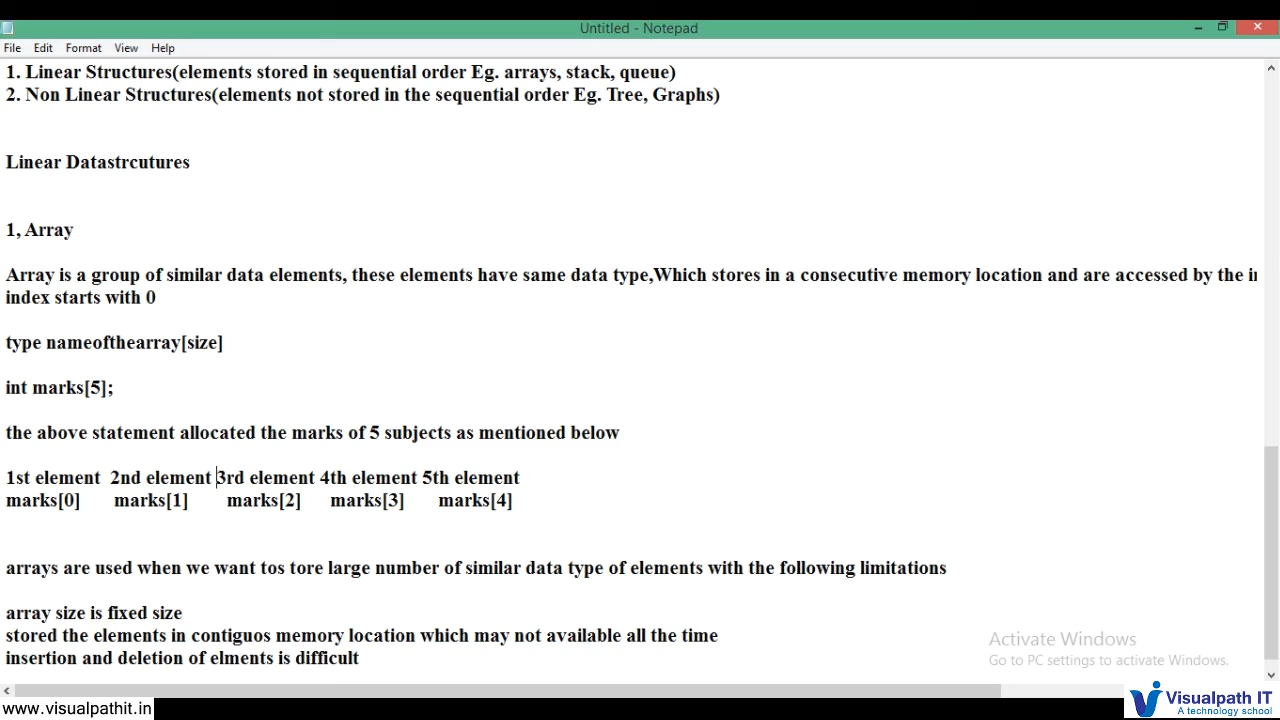 Untitled - Notepad
File Edit Format View Help
1. Linear Structures(elements stored in sequential order Eg. arrays, stack, queue)
2. Non Linear Structures(elements not stored in the sequential order Eg. Tree, Graphs)
Linear Datastrcutures
1, Array
Array is a group of similar data elements, these elements have same data type,Which stores in a consecutive memory location and are accessed by the
index starts with 0
type nameofthearray[size]
int marks[5];
the above statement allocated the marks of 5 subjects as mentioned below
1st element 2nd element 3rd element 4th element 5th element
marks[0] marks[1] marks[2] marks[3] marks[4]
arrays are used when we want tos tore large number of similar data type of elements with the following limitations
array size is fixed size
stored the elements in contiguos memory location which may not available all the time
insertion and deletion of elments is difficult
Activate Windows
Go to PC settings to activate Windows.
www.visualpathit.in
Visualpath IT
A technology school